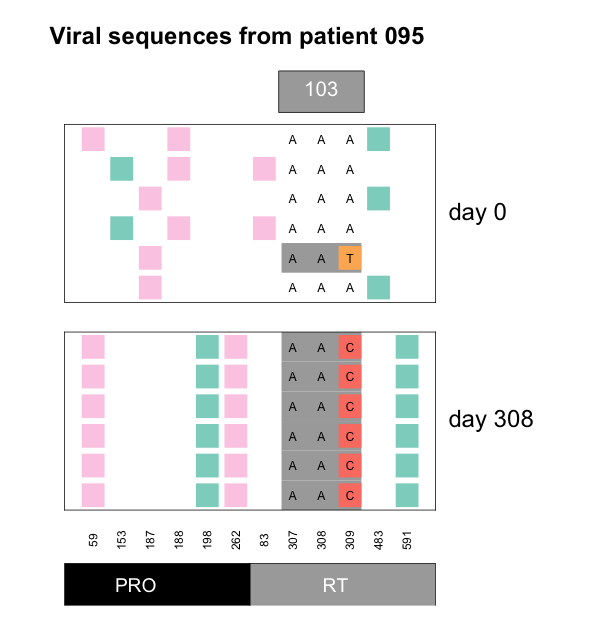 Viral sequences from patient 095
103
A A A
A A A
A A A
A A A
A A T
A A A
day 0
A A C
A A C
A A C
A A C
A A C
A A C
day 308
59 153 187 188 198 262 83 307 308 309 483 591
PRO RT